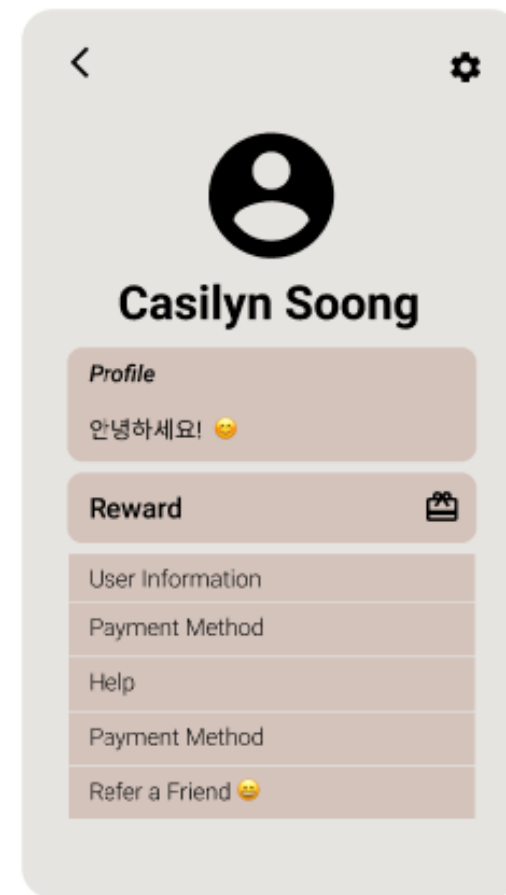 Casilyn Soong
Profile
안녕하세요! 😊
Reward
User Information
Payment Method
Help
Payment Method
Refer a Friend 😄